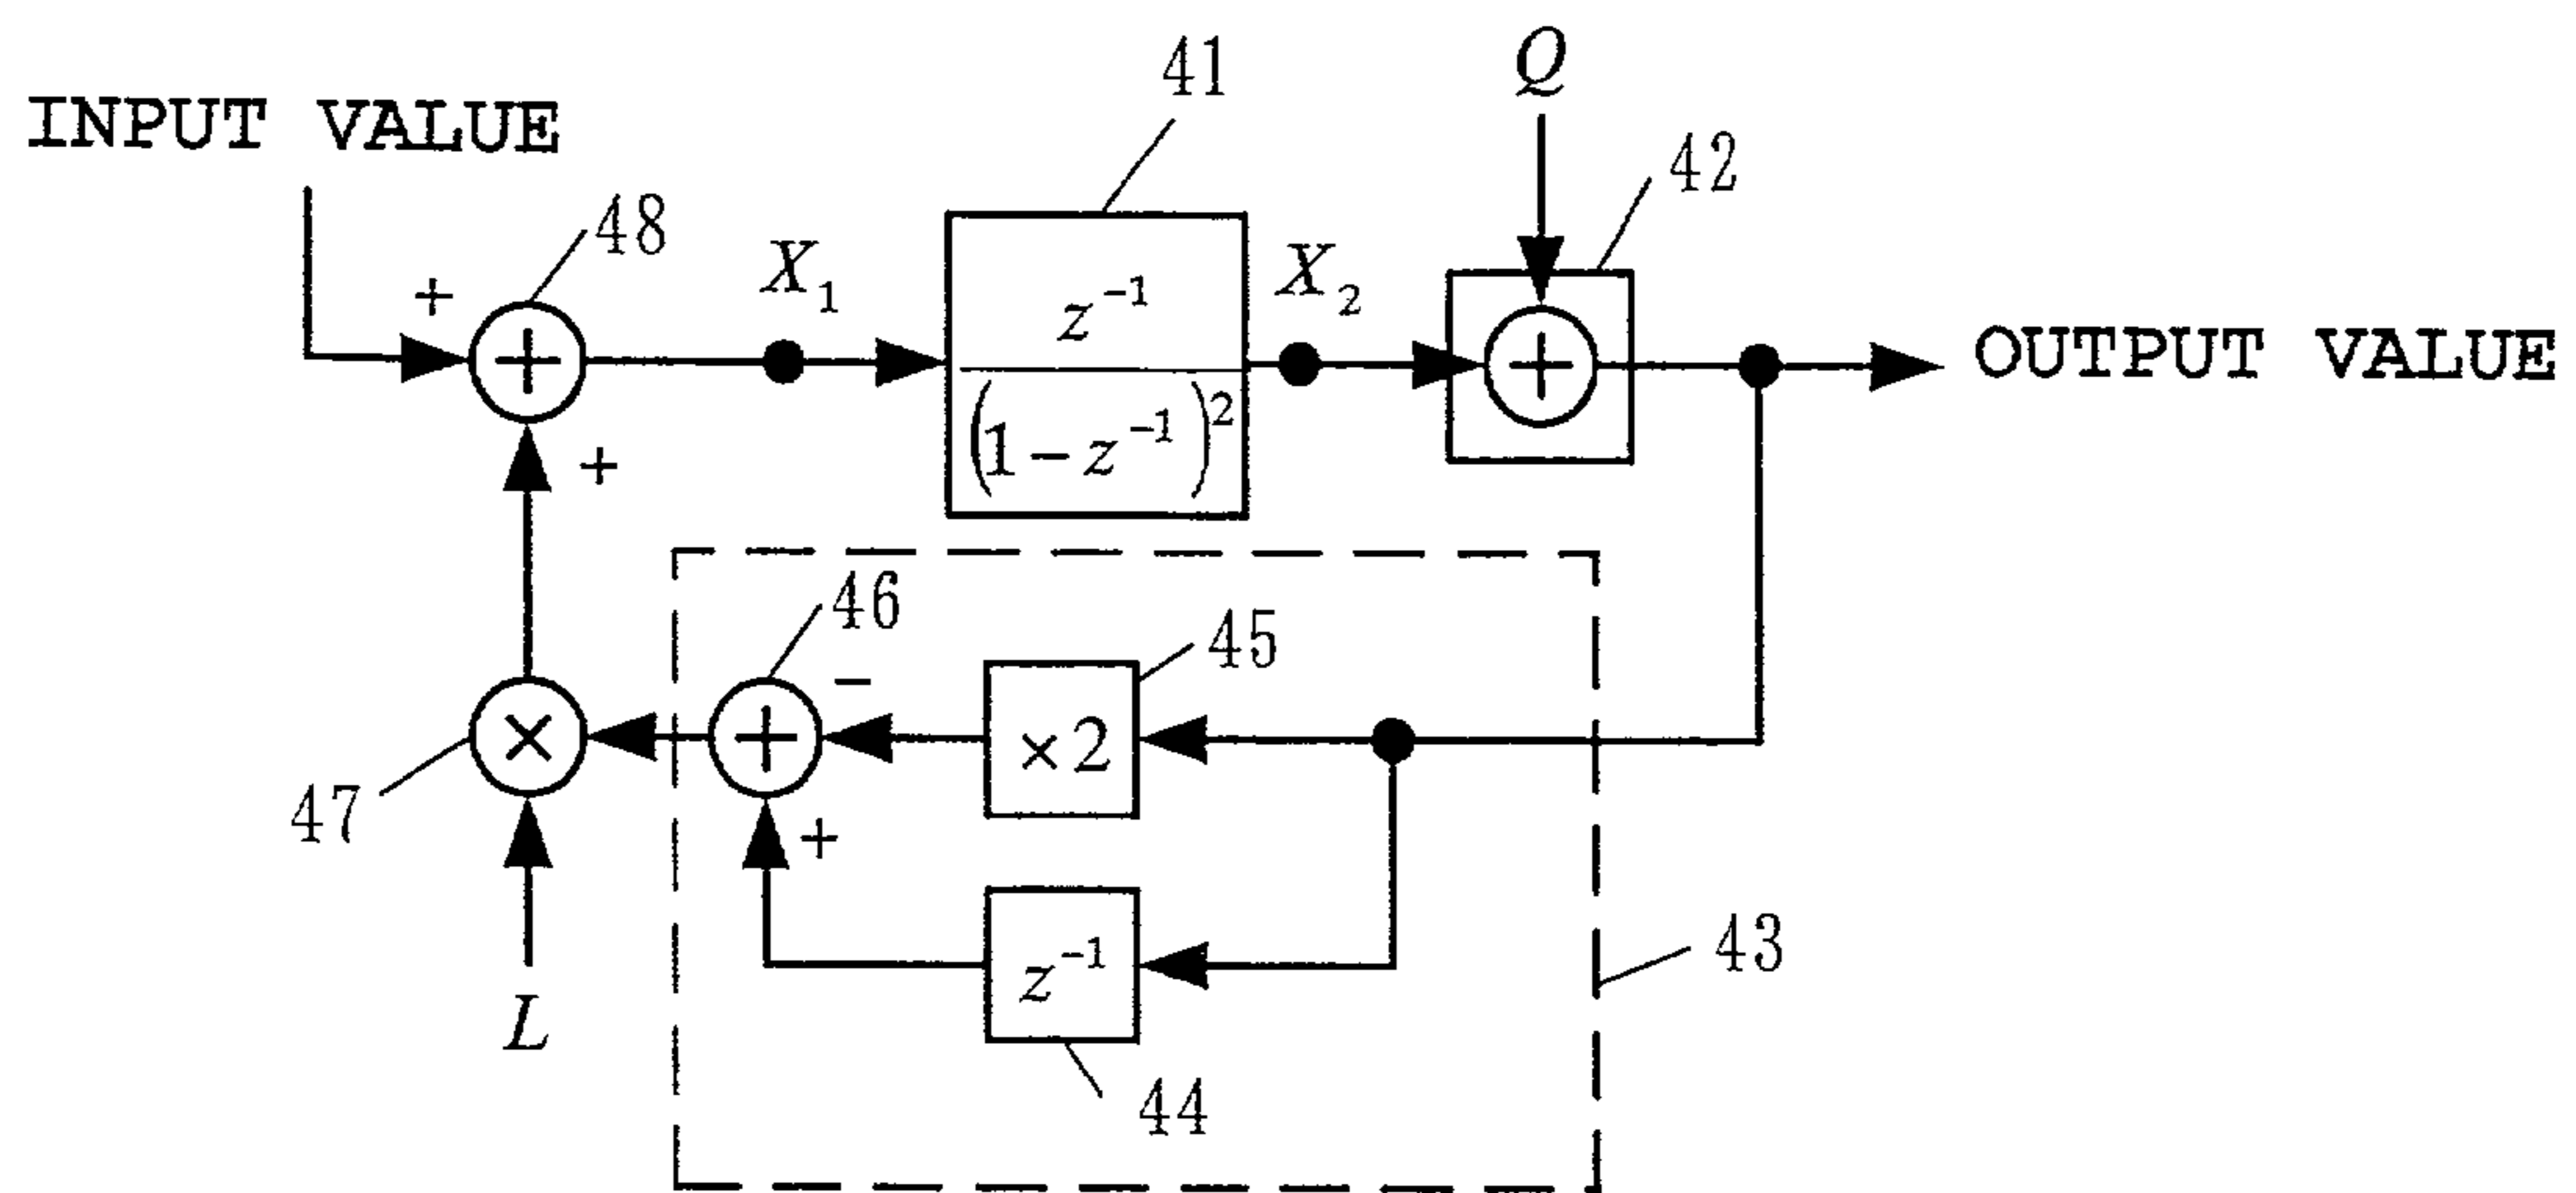 INPUT VALUE
41
Q
42
48
+
X₁
z⁻¹
(1 − z⁻¹)²
X₂
+
OUTPUT VALUE
+
+
46
−
45
×
+
×2
47
+
43
z⁻¹
L
44